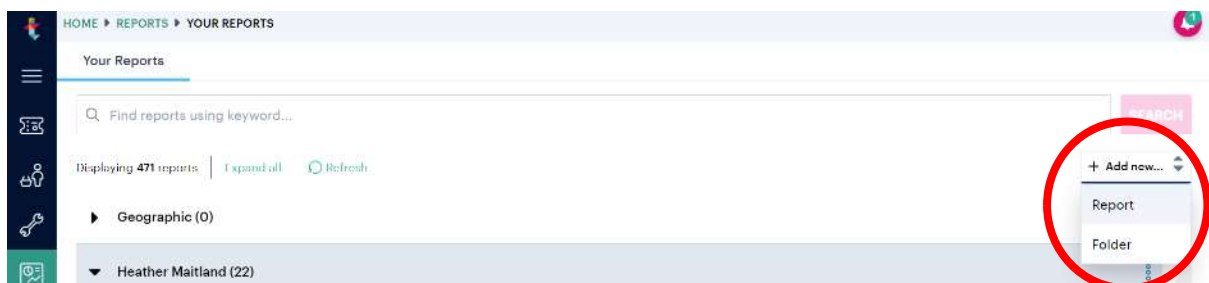 HOME ▶ REPORTS ▶ YOUR REPORTS
1
Your Reports
Find reports using keyword...
SEARCH
Displaying 471 reports | Expand all Refresh
+ Add new...
Geographic (0)
Report
Folder
Heather Maitland (22)